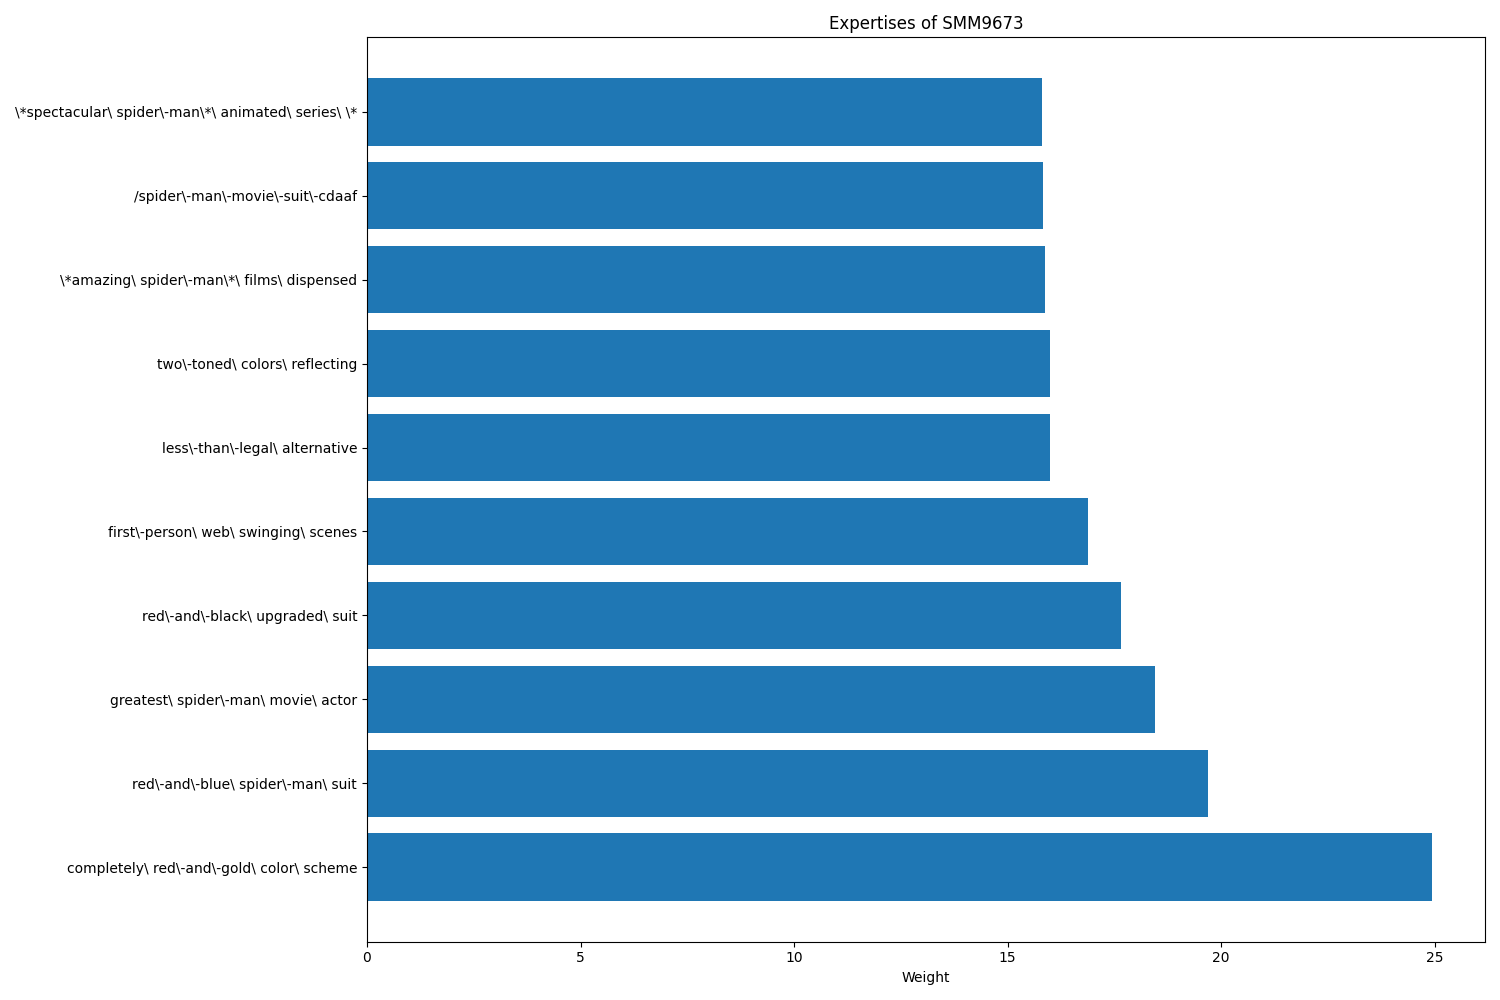 Expertises of SMM9673
\*spectacular\ spider\-man\*\ animated\ series\ \*
/spider\-man\-movie\-suit\-cdaaf
\*amazing\ spider\-man\*\ films\ dispensed
two\-toned\ colors\ reflecting
less\-than\-legal\ alternative
first\-person\ web\ swinging\ scenes
red\-and\-black\ upgraded\ suit
greatest\ spider\-man\ movie\ actor
red\-and\-blue\ spider\-man\ suit
completely\ red\-and\-gold\ color\ scheme
0 5 10 15 20 25
Weight